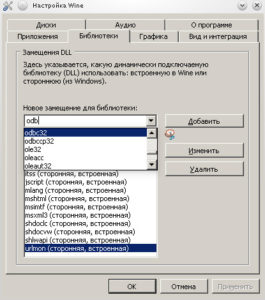 Настройка Wine
Диски
Аудио
О программе
Приложения
Библиотеки
Графика
Вид и интеграция
Замещения DLL
Здесь указывается, какую динамически подключаемую
библиотеку (DLL) использовать: встроенную в Wine или
стороннюю (из Windows).
Новое замещение для библиотеки:
odb
Добавить
odbc32
odbccp32
ole32
oleacc
oleaut32
Изменить
Удалить
itss (сторонняя, встроенная)
jscript (сторонняя, встроенная)
mlang (сторонняя, встроенная)
mshtml (сторонняя, встроенная)
msimtf (сторонняя, встроенная)
msxml3 (сторонняя, встроенная)
shdoclc (сторонняя, встроенная)
shdocvw (сторонняя, встроенная)
shlwapi (сторонняя, встроенная)
urlmon (сторонняя, встроенная)
OK
Отмена
Применить